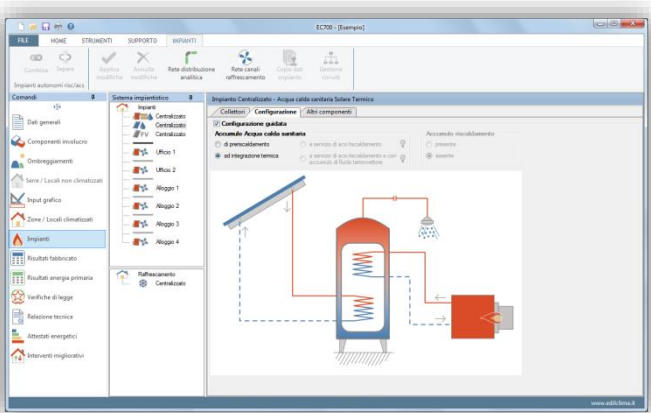 EC700 - [Esempio]
FILE HOME STRUMENTI SUPPORTO IMPIANTI
Combina Separa Applica modifiche Annulla modifiche Rete distribuzione analitica Rete canali raffrescamento Copia dati impianto Gestione circuiti
Impianti autonomi risc/acs
Comandi
Dati generali
Componenti involucro
Ombreggiamenti
Serre / Locali non climatizzati
Input grafico
Zone / Locali climatizzati
Impianti
Risultati fabbricato
Risultati energia primaria
Verifiche di legge
Relazione tecnica
Attestati energetici
Interventi migliorativi
Sistema impiantistico
Impianti
Centralizzato
Centralizzato
FV Centralizzato
Ufficio 1
Ufficio 2
Alloggio 1
Alloggio 2
Alloggio 3
Alloggio 4
Raffrescamento
Centralizzato
Impianto Centralizzato - Acqua calda sanitaria Solare Termico
Collettori Configurazione Altri componenti
Configurazione guidata
Accumulo Acqua calda sanitaria
di preriscaldamento
ad integrazione termica
a servizio di acs-riscaldamento
a servizio di acs-riscaldamento e con accumulo di fluido termovettore
Accumulo riscaldamento
presente
assente
www.edilclima.it